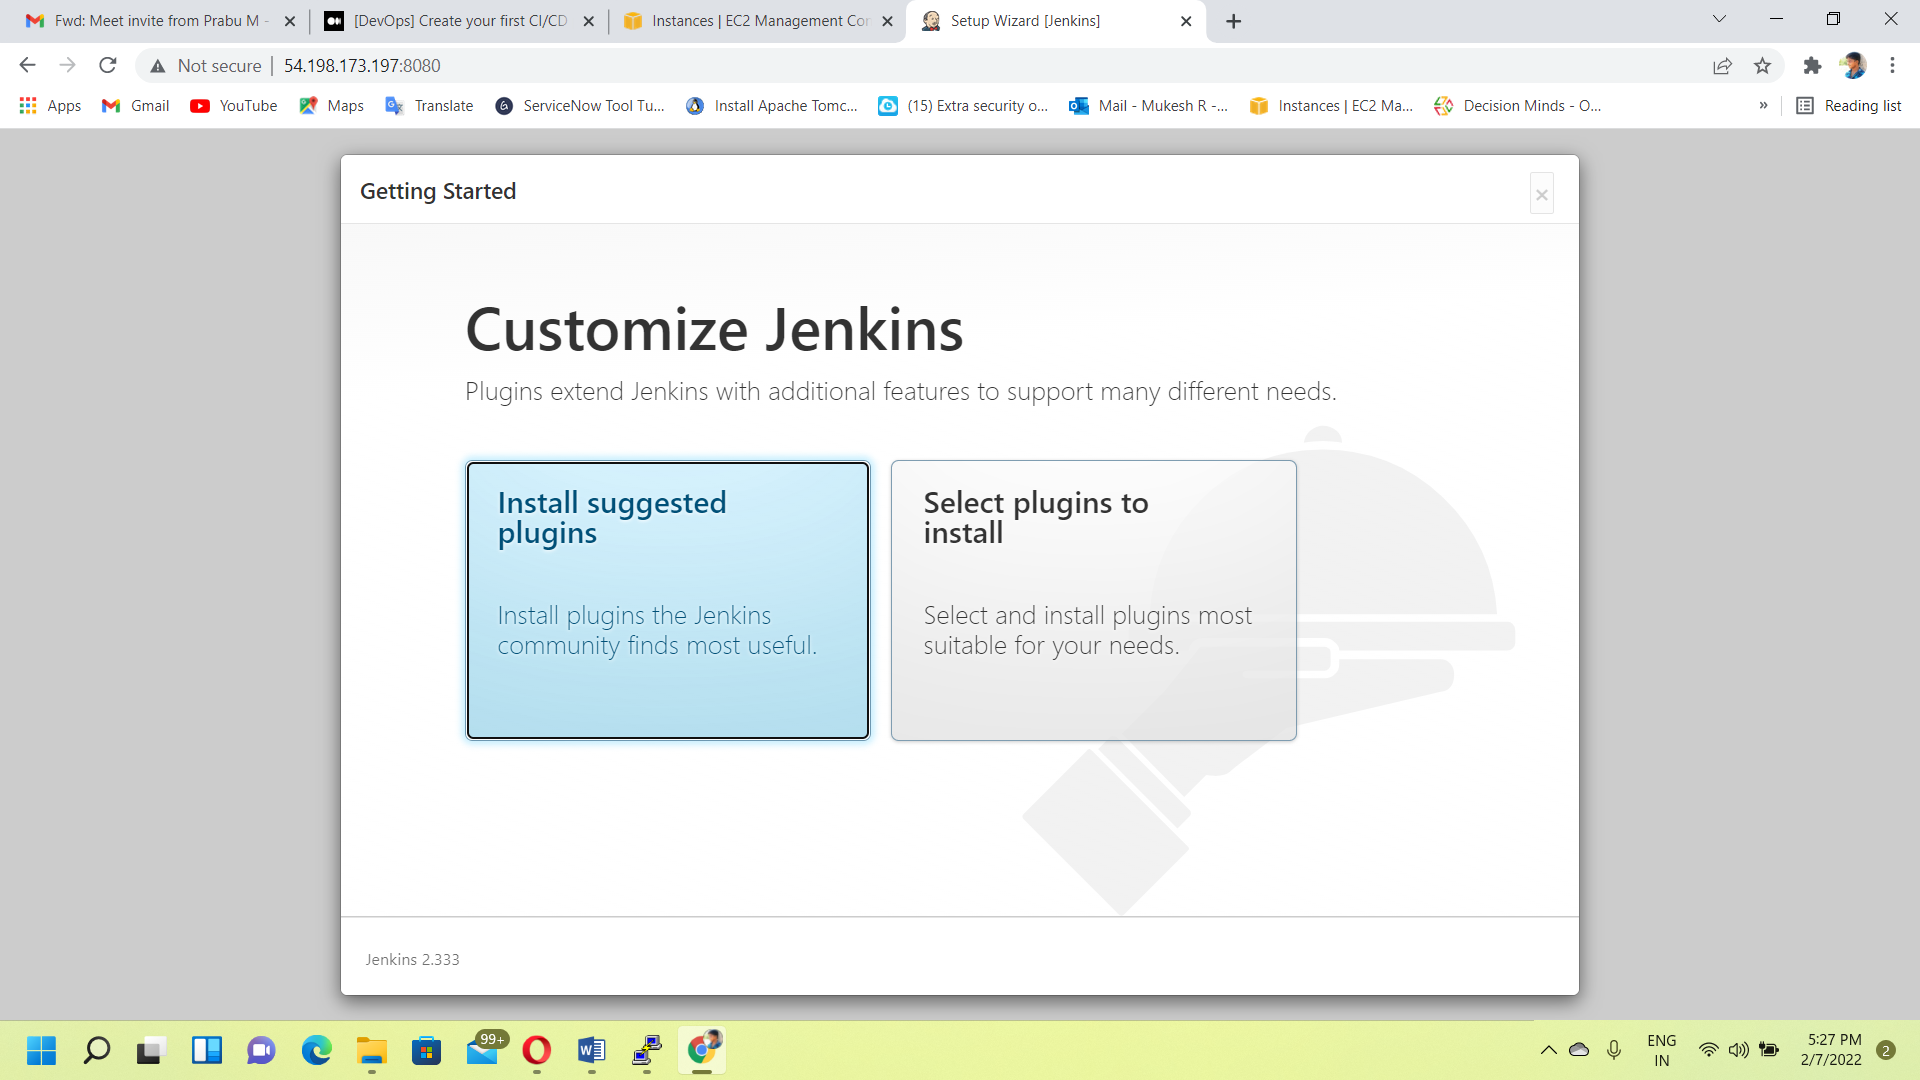 Fwd: Meet invite from Prabu M -
[DevOps] Create your first CI/CD
Instances | EC2 Management Con
Setup Wizard [Jenkins]
Not secure | 54.198.173.197:8080
Apps
Gmail
YouTube
Maps
Translate
ServiceNow Tool Tu...
Install Apache Tomc...
(15) Extra security o...
Mail - Mukesh R -...
Instances | EC2 Ma...
Decision Minds - O...
»
Reading list
Getting Started
Customize Jenkins
Plugins extend Jenkins with additional features to support many different needs.
Install suggested
plugins
Install plugins the Jenkins
community finds most useful.
Select plugins to
install
Select and install plugins most
suitable for your needs.
Jenkins 2.333
99+
ENG
IN
5:27 PM
2/7/2022
2